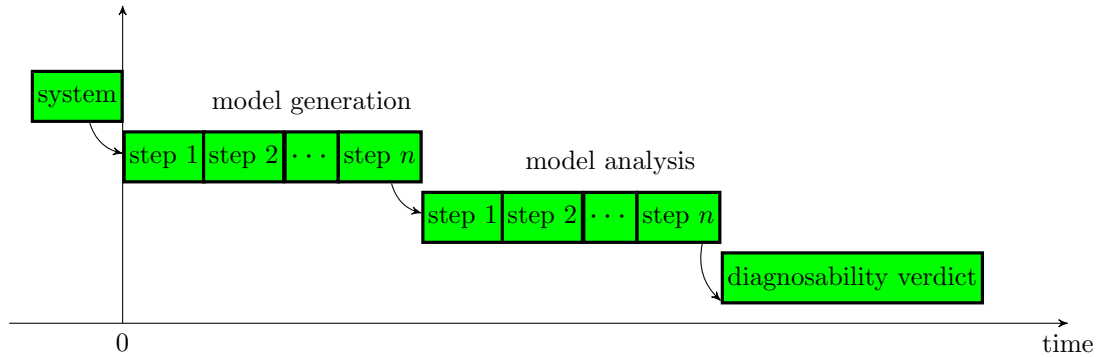 system
model generation
step 1 step 2 ··· step n
model analysis
step 1 step 2 ··· step n
diagnosability verdict
0
time